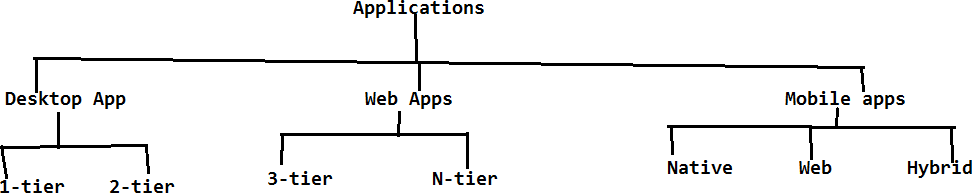 Applications
Desktop App
Web Apps
Mobile apps
1-tier
2-tier
3-tier
N-tier
Native
Web
Hybrid